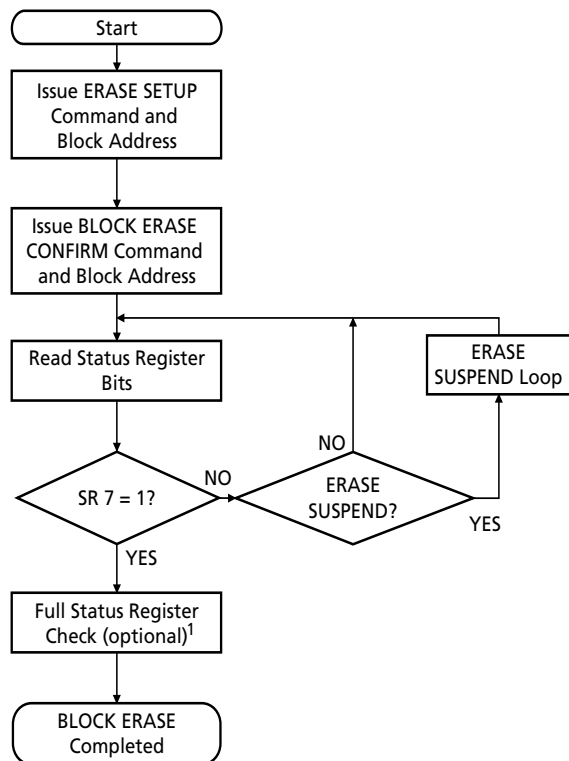 Start
Issue ERASE SETUP
Command and
Block Address
Issue BLOCK ERASE
CONFIRM Command
and Block Address
Read Status Register
Bits
ERASE
SUSPEND Loop
SR 7 = 1?
NO
ERASE
SUSPEND?
NO
YES
YES
Full Status Register
Check (optional)1
BLOCK ERASE
Completed